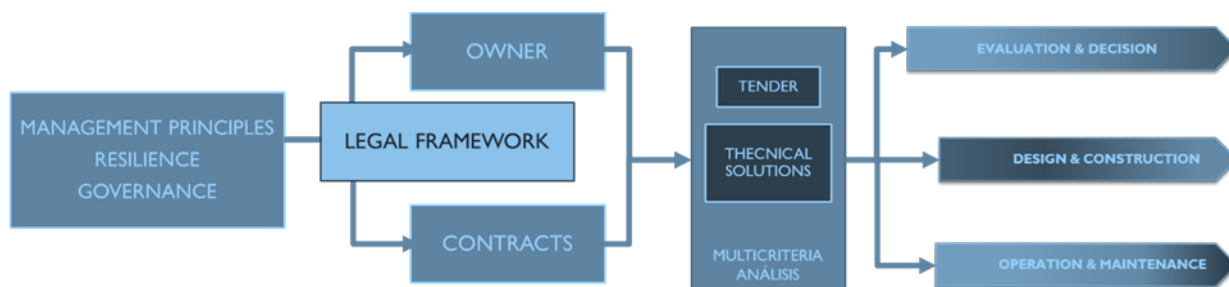 MANAGEMENT PRINCIPLES
RESILIENCE
GOVERNANCE
LEGAL FRAMEWORK
OWNER
CONTRACTS
TENDER
THECNICAL
SOLUTIONS
MULTICRITERIA
ANÁLISIS
EVALUATION & DECISION
DESIGN & CONSTRUCTION
OPERATION & MAINTENANCE